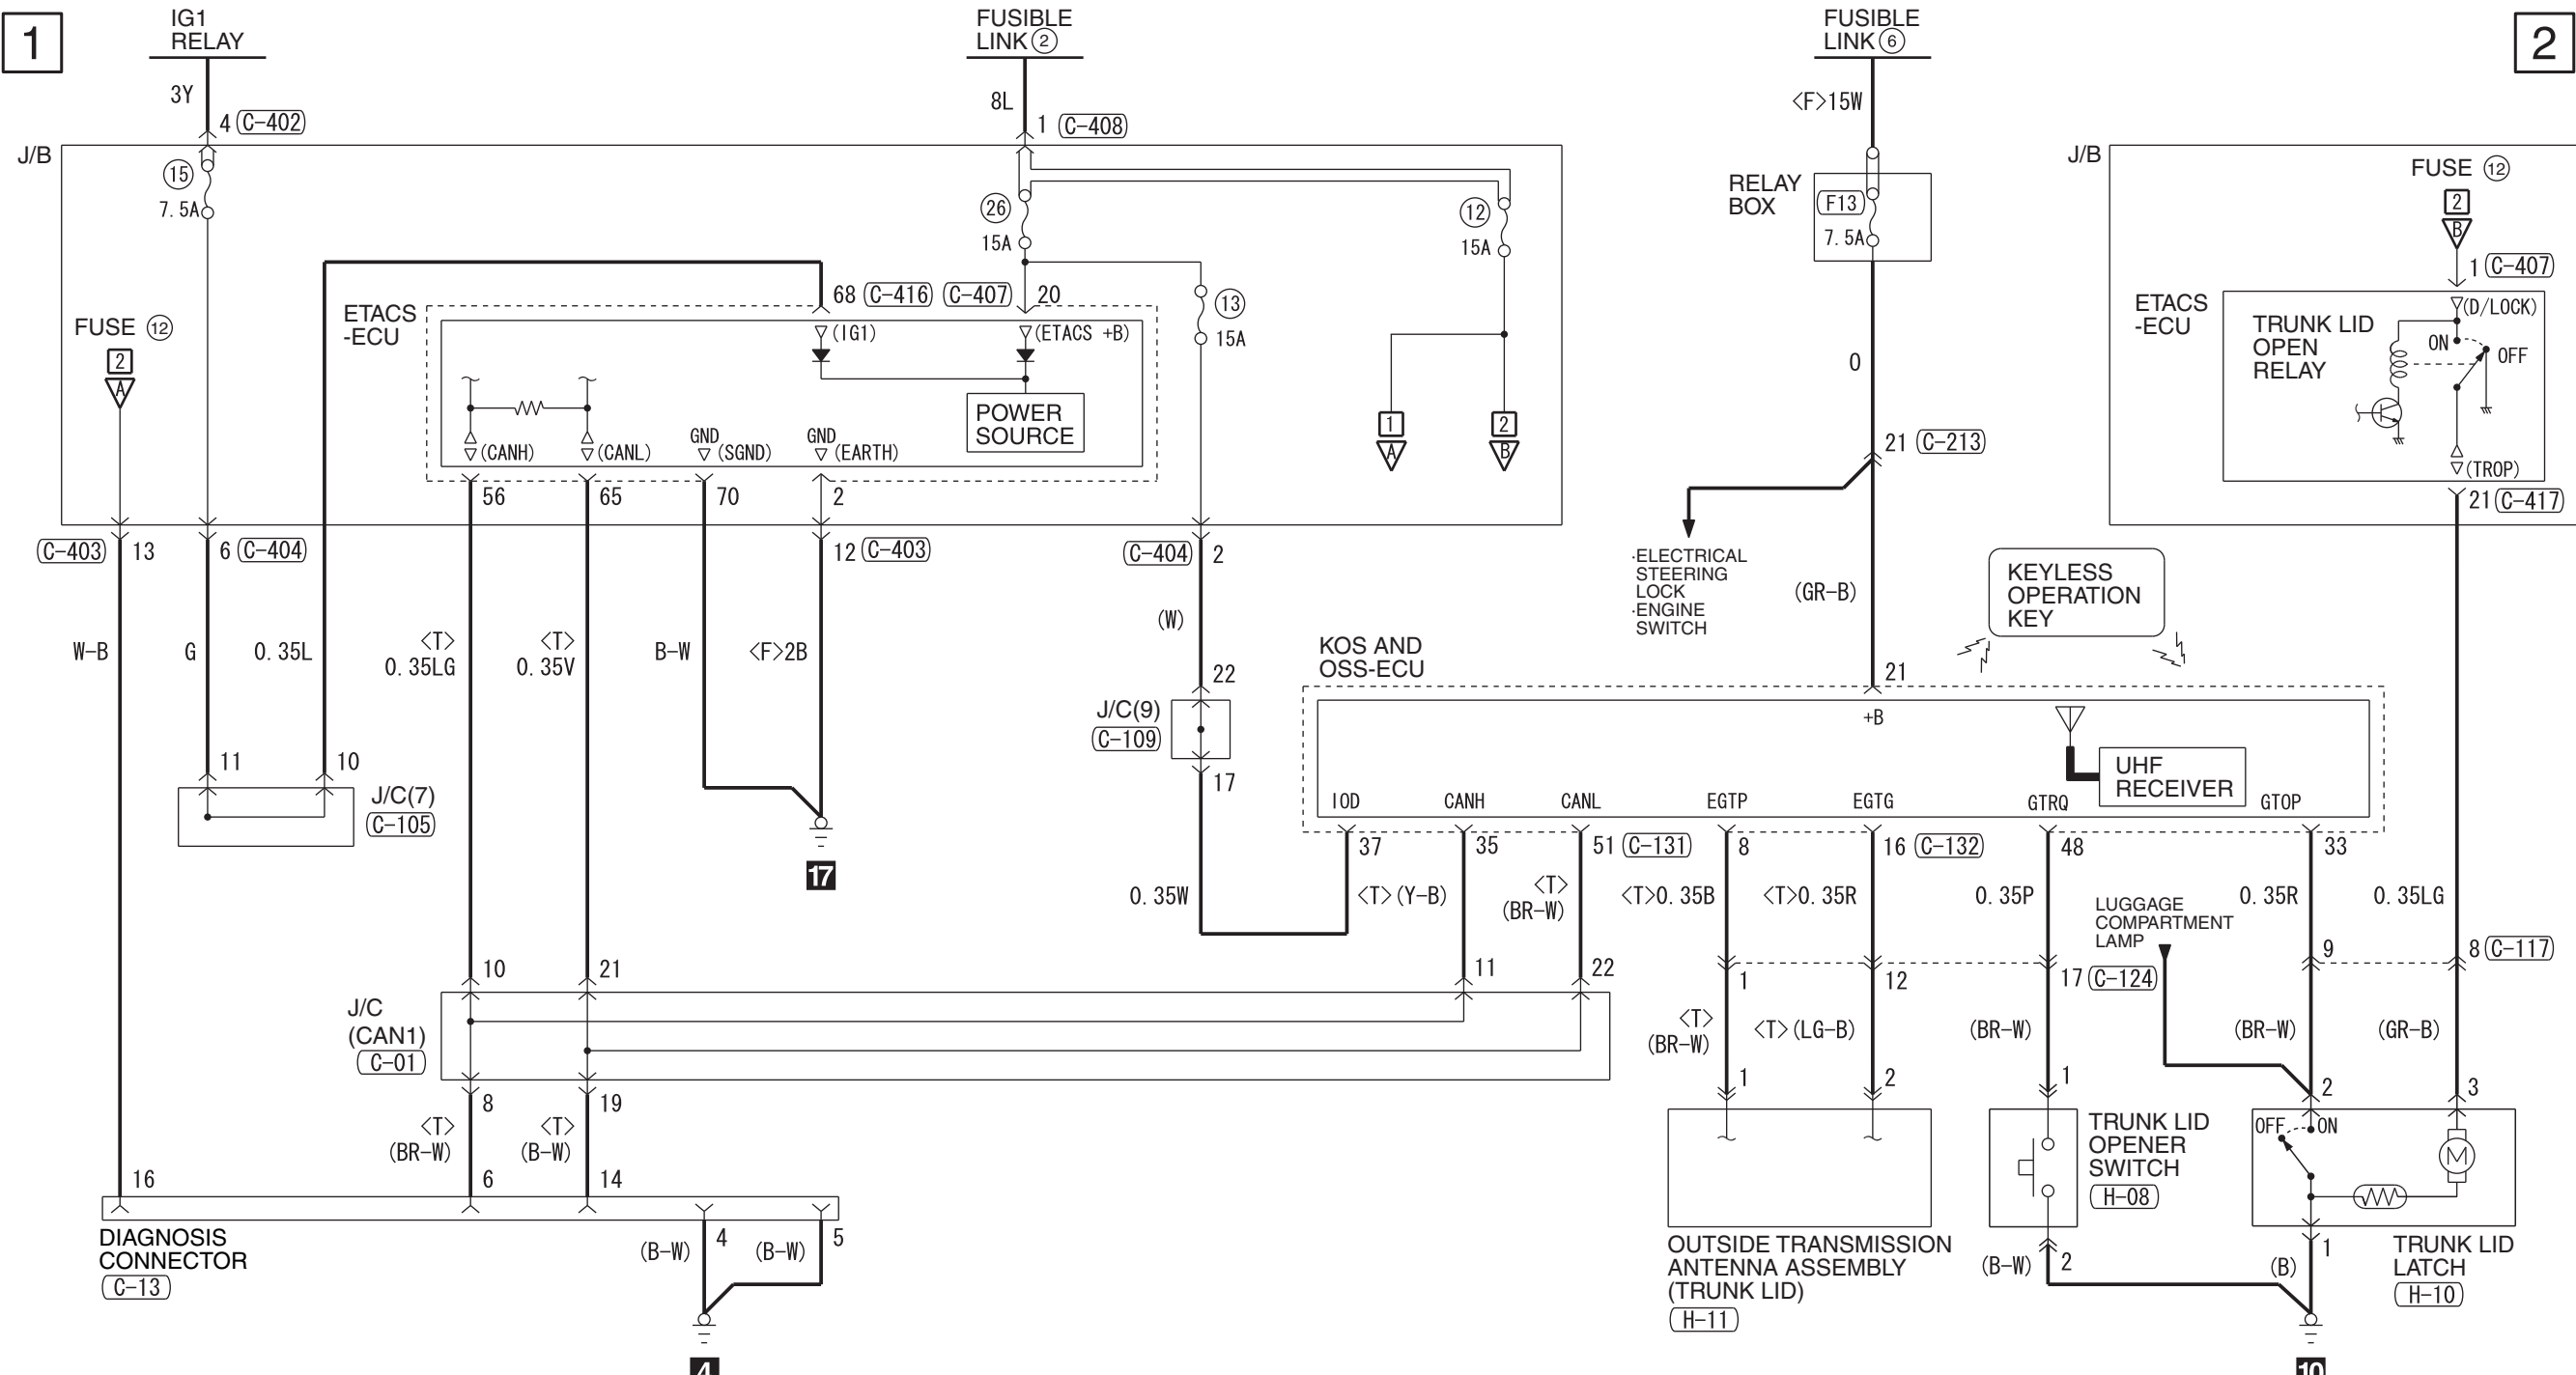 1
IG1
RELAY
FUSIBLE
LINK 2
FUSIBLE
LINK 6
2
3Y
8L
<F>15W
4 C-402
1 C-408
J/B
J/B
15
7.5A
26
15A
12
15A
RELAY
BOX
F13
7.5A
FUSE 12
2
B
1 C-407
68 C-416
C-407 20
13
15A
ETACS
-ECU
FUSE 12
2
A
(IG1)
(ETACS +B)
POWER
SOURCE
(CANH)
(CANL)
GND
(SGND)
GND
(EARTH)
1
A
2
B
0
ETACS
-ECU
TRUNK LID
OPEN
RELAY
(D/LOCK)
ON
OFF
(TROP)
56
65
70
2
21 C-213
21 C-417
C-403 13
6 C-404
12 C-403
C-404 2
·ELECTRICAL
STEERING
LOCK
·ENGINE
SWITCH
(GR-B)
KEYLESS
OPERATION
KEY
W-B
G
0.35L
<T>
0.35LG
<T>
0.35V
B-W
<F>2B
(W)
KOS AND
OSS-ECU
22
21
J/C(9)
C-109
17
+B
UHF
RECEIVER
11
10
J/C(7)
C-105
17
IOD
CANH
CANL
EGTP
EGTG
GTRQ
GTOP
37
35
51 C-131
8
16 C-132
48
33
0.35W
<T>(Y-B)
<T>
(BR-W)
<T>0.35B
<T>0.35R
0.35P
LUGGAGE
COMPARTMENT
LAMP
0.35R
0.35LG
10
21
11
22
1
12
17 C-124
9
8 C-117
J/C
(CAN1)
C-01
<T>
(BR-W)
<T>(LG-B)
(BR-W)
(BR-W)
(GR-B)
8
19
1
2
1
2
3
<T>
(BR-W)
<T>
(B-W)
TRUNK LID
OPENER
SWITCH
H-08
OFF
ON
M
16
6
14
DIAGNOSIS
CONNECTOR
C-13
(B-W)
4
(B-W)
5
OUTSIDE TRANSMISSION
ANTENNA ASSEMBLY
(TRUNK LID)
H-11
(B-W)
2
(B)
1
TRUNK LID
LATCH
H-10
4
10